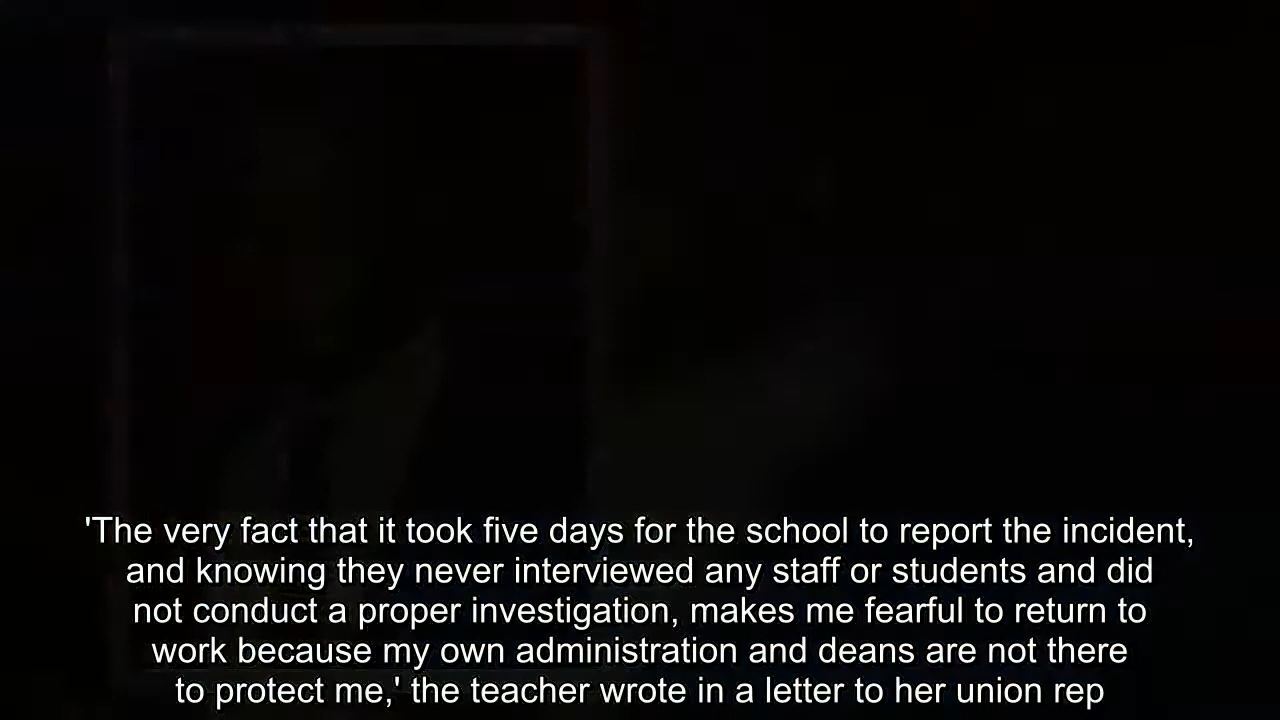 'The very fact that it took five days for the school to report the incident,
and knowing they never interviewed any staff or students and did
not conduct a proper investigation, makes me fearful to return to
work because my own administration and deans are not there
to protect me,' the teacher wrote in a letter to her union rep